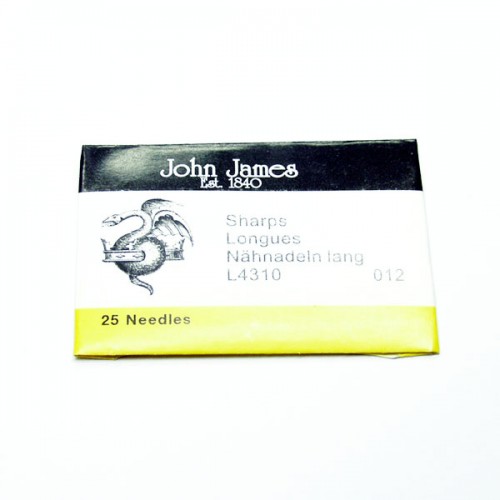 John James
Est. 1840
Sharps
Longues
Nähnadeln lang
L4310 012
25 Needles